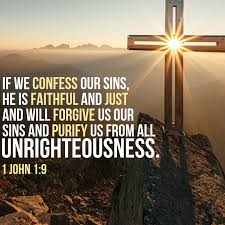 IF WE CONFESS OUR SINS,
HE IS FAITHFUL AND JUST
AND WILL FORGIVE US OUR
SINS AND PURIFY US FROM ALL
UNRIGHTEOUSNESS.
1 JOHN 1:9